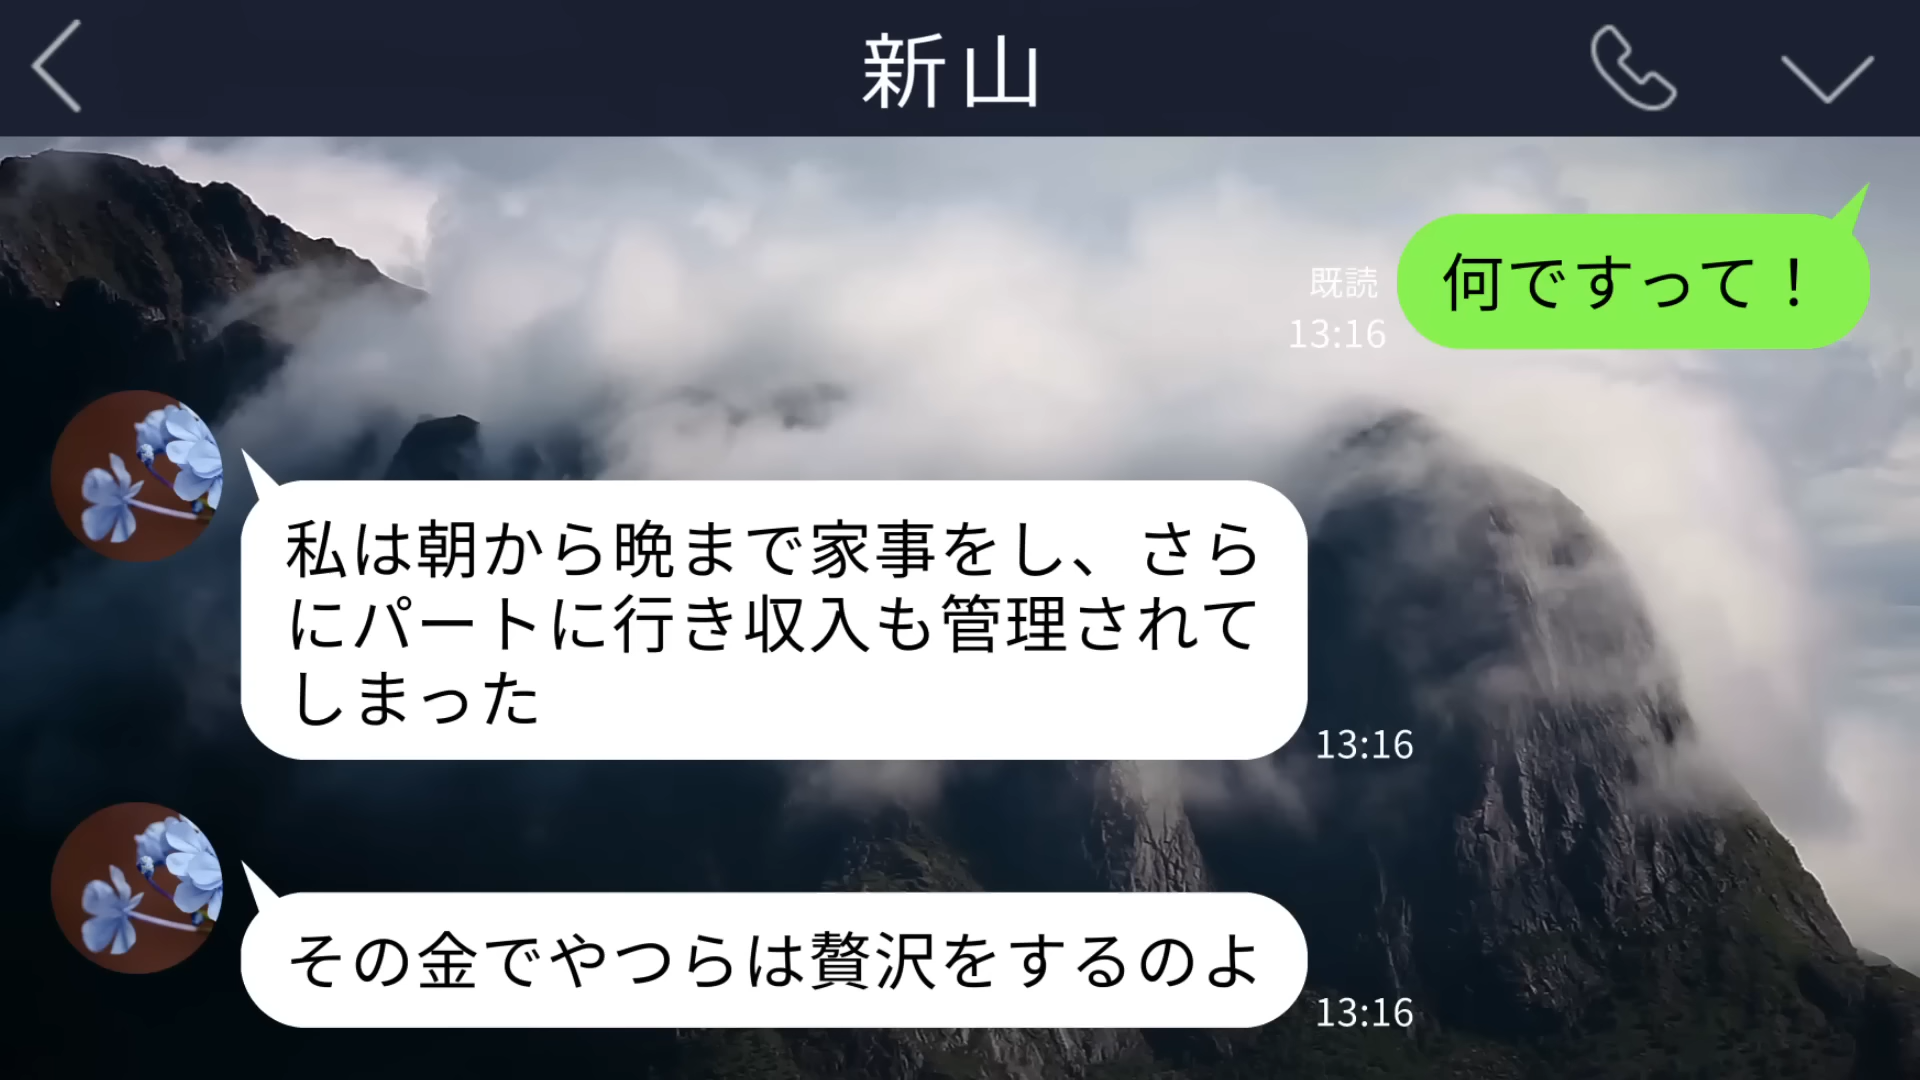 新山
何ですって！
既読
13:16
私は朝から晩まで家事をし、さら
にパートに行き収入も管理されて
しまった
13:16
その金でやつらは贅沢をするのよ
13:16